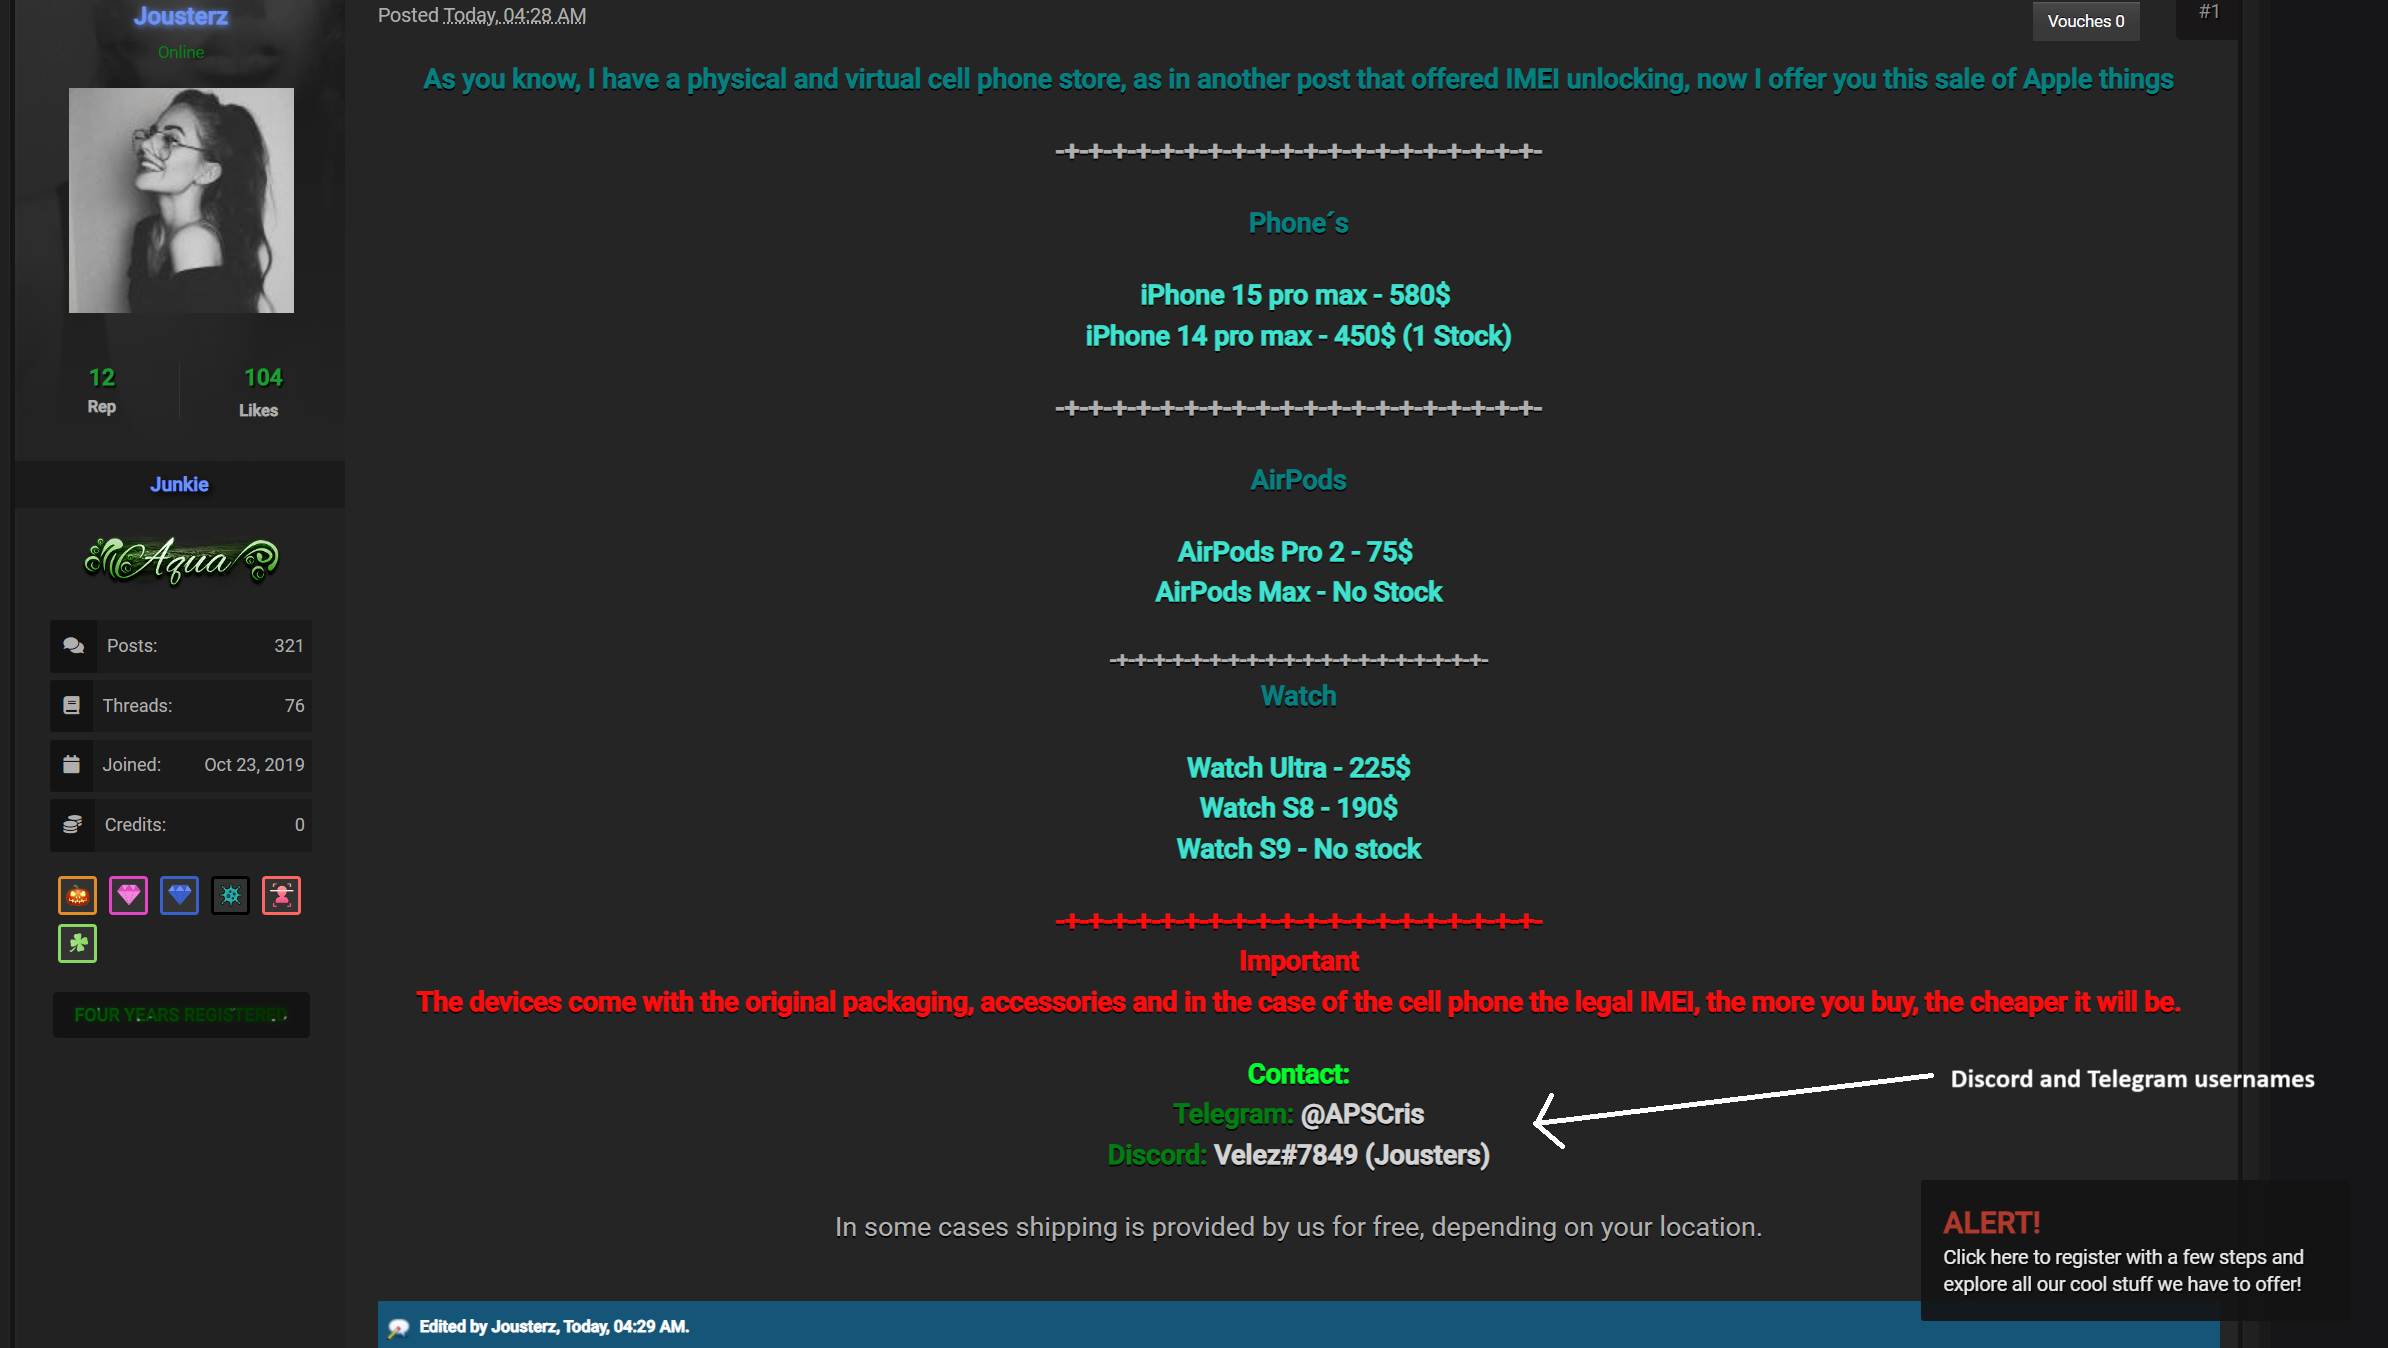 Jousterz
Online
12
Rep
104
Likes
Junkie
Aqua
Posts: 321
Threads: 76
Joined: Oct 23, 2019
Credits: 0
FOUR YEARS REGISTERED
Posted Today, 04:28 AM
Vouches 0
#1
As you know, I have a physical and virtual cell phone store, as in another post that offered IMEI unlocking, now I offer you this sale of Apple things
-+-+-+-+-+-+-+-+-+-+-+-+-+-+-+-+-+-+-+-+-
Phone´s
iPhone 15 pro max - 580$
iPhone 14 pro max - 450$ (1 Stock)
-+-+-+-+-+-+-+-+-+-+-+-+-+-+-+-+-+-+-+-+-
AirPods
AirPods Pro 2 - 75$
AirPods Max - No Stock
-+-+-+-+-+-+-+-+-+-+-+-+-+-+-+-+-+-+-+-+-
Watch
Watch Ultra - 225$
Watch S8 - 190$
Watch S9 - No stock
-+-+-+-+-+-+-+-+-+-+-+-+-+-+-+-+-+-+-+-+-
Important
The devices come with the original packaging, accessories and in the case of the cell phone the legal IMEI, the more you buy, the cheaper it will be.
Contact:
Telegram: @APSCris
Discord: Velez#7849 (Jousters)
Discord and Telegram usernames
In some cases shipping is provided by us for free, depending on your location.
ALERT!
Click here to register with a few steps and
explore all our cool stuff we have to offer!
Edited by Jousterz, Today, 04:29 AM.